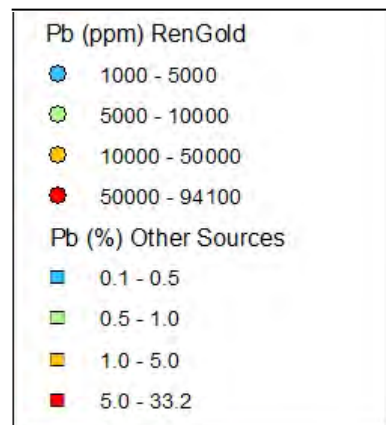 Pb (ppm) RenGold
1000 - 5000
5000 - 10000
10000 - 50000
50000 - 94100
Pb (%) Other Sources
0.1 - 0.5
0.5 - 1.0
1.0 - 5.0
5.0 - 33.2